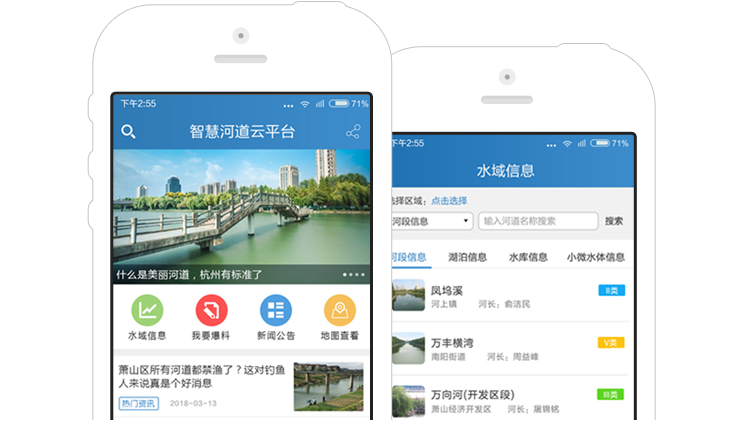 下午2:55
71%
智慧河道云平台
什么是美丽河道，杭州有标准了
水域信息
我要爆料
新闻公告
地图查看
萧山区所有河道都禁渔了？这对钓鱼
人来说真是个好消息
热门资讯 2018-03-13
午2:55
71%
水域信息
选择区域：点击选择
河段信息
输入河道名称搜索
搜索
河段信息
湖泊信息
水库信息
小微水体信息
凤坞溪
II类
河上镇 河长：俞洁民
万丰横湾
V类
南阳街道 河长：周益峰
万向河(开发区段)
III类
萧山经济开发区 河长：屠锦铭